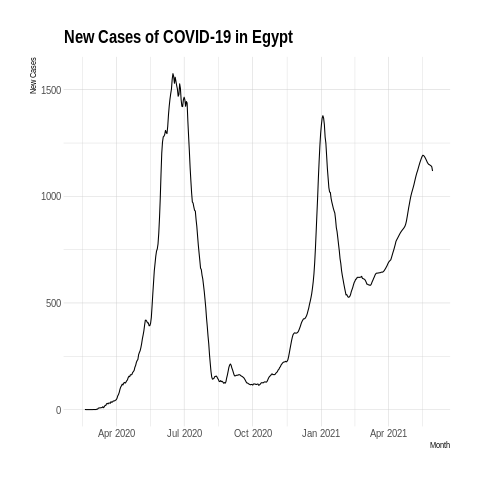 New Cases of COVID-19 in Egypt
New Cases
1500
1000
500
0
Apr 2020 Jul 2020 Oct 2020 Jan 2021 Apr 2021
Month